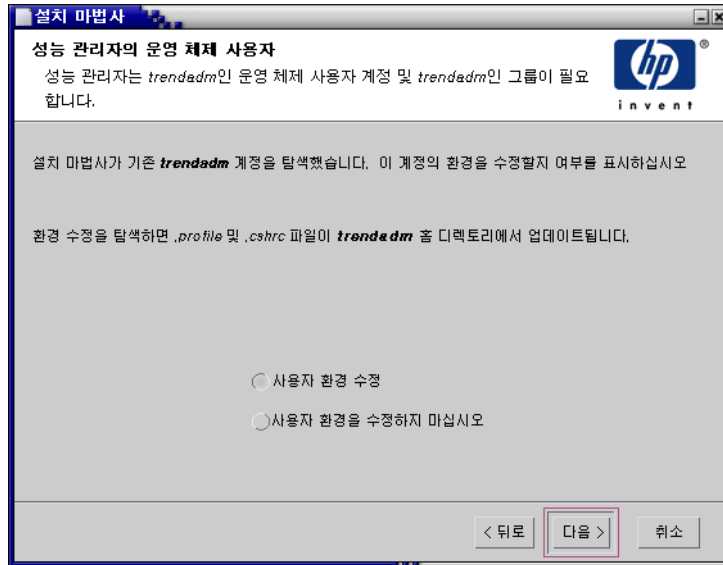 설치 마법사
성능 관리자의 운영 체제 사용자
성능 관리자는 trendadm인 운영 체제 사용자 계정 및 trendadm인 그룹이 필요
합니다.
hp
®
invent
설치 마법사가 기존 trendadm 계정을 탐색했습니다. 이 계정의 환경을 수정할지 여부를 표시하십시오
환경 수정을 탐색하면 .profile 및 .cshrc 파일이 trendadm 홈 디렉토리에서 업데이트됩니다.
사용자 환경 수정
사용자 환경을 수정하지 마십시오
< 뒤로
다음 >
취소